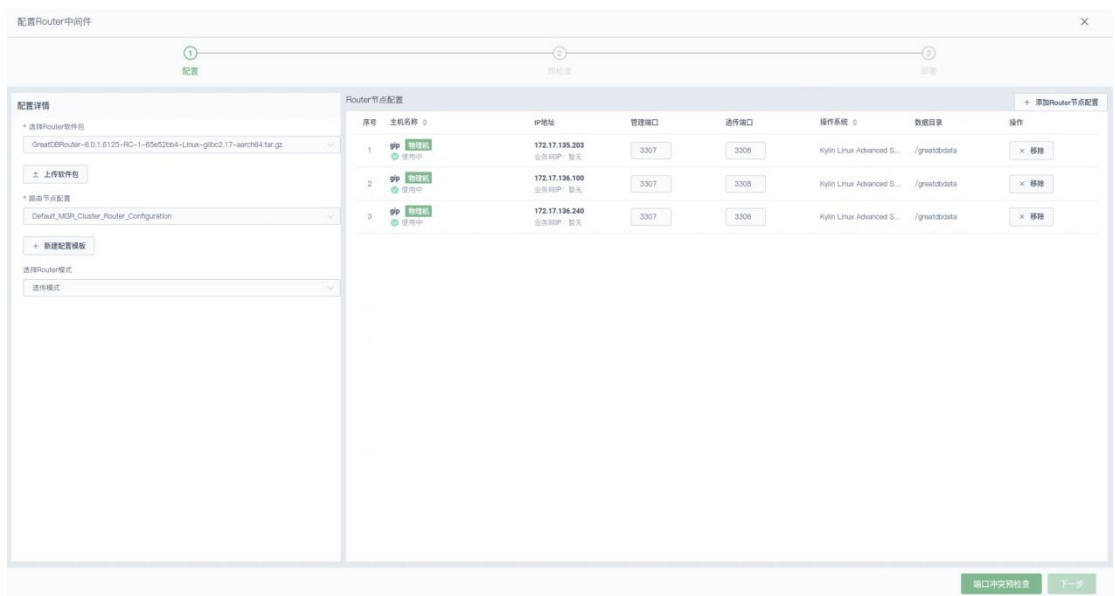 配置Router中间件
1
2
3
配置
预检查
部署
配置详情
* 选择Router软件包
GreatDBRouter-6.0.1.6125-RC-1-65e52bb4-Linux-glibc2.17-aarch64.tar.gz
上传软件包
* 路由节点配置
Default_MGR_Cluster_Router_Configuration
+ 新建配置模板
选择Router模式
透传模式
Router节点配置
+ 添加Router节点配置
序号 主机名称 IP地址 管理端口 透传端口 操作系统 数据目录 操作
1 gip 物理机 172.17.135.203 3307 3308 Kylin Linux Advanced S... /greatdbdata × 移除
使用中 业务网IP: 暂无
2 gip 物理机 172.17.136.100 3307 3308 Kylin Linux Advanced S... /greatdbdata × 移除
使用中 业务网IP: 暂无
3 gip 物理机 172.17.136.240 3307 3308 Kylin Linux Advanced S... /greatdbdata × 移除
使用中 业务网IP: 暂无
端口冲突预检查
下一步